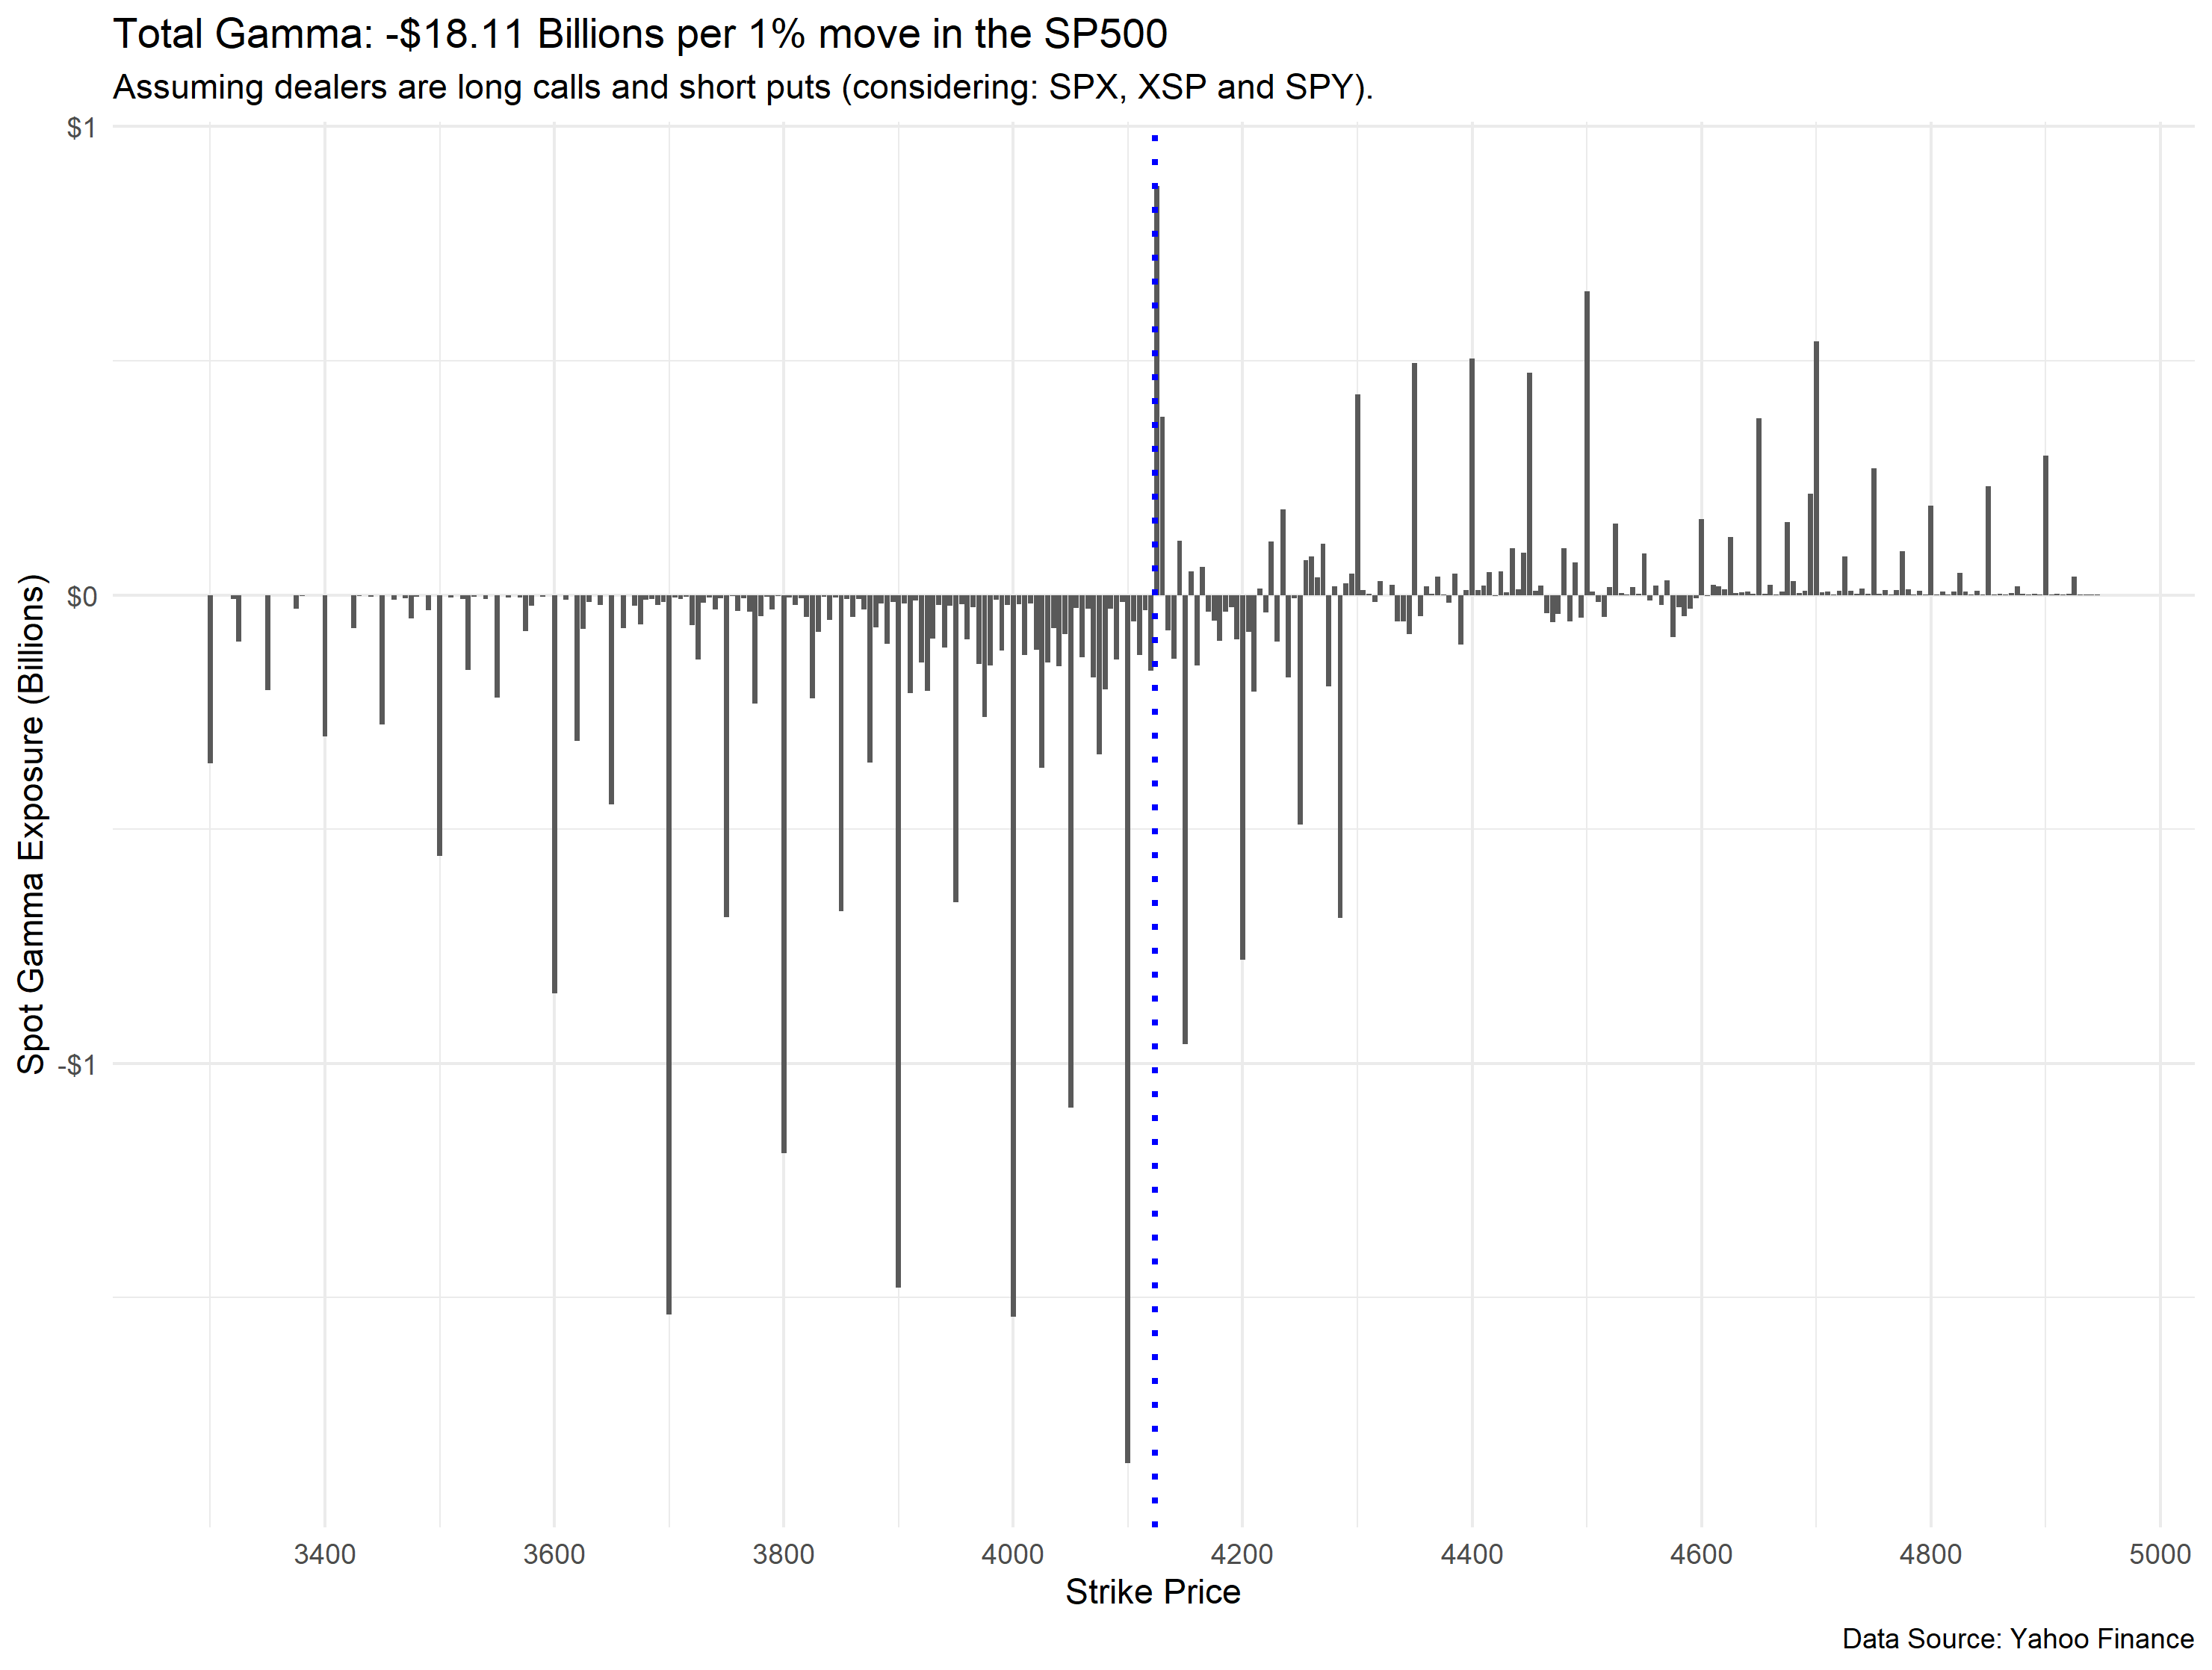 Total Gamma: -$18.11 Billions per 1% move in the SP500
Assuming dealers are long calls and short puts (considering: SPX, XSP and SPY).
$1
$0
-$1
Spot Gamma Exposure (Billions)
3400 3600 3800 4000 4200 4400 4600 4800 5000
Strike Price
Data Source: Yahoo Finance